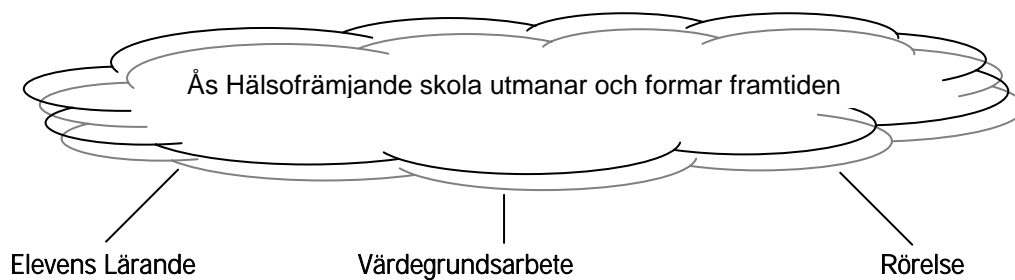 Ås Hälsofrämjande skola utmanar och formar framtiden
Elevens Lärande Värdegrundsarbete Rörelse